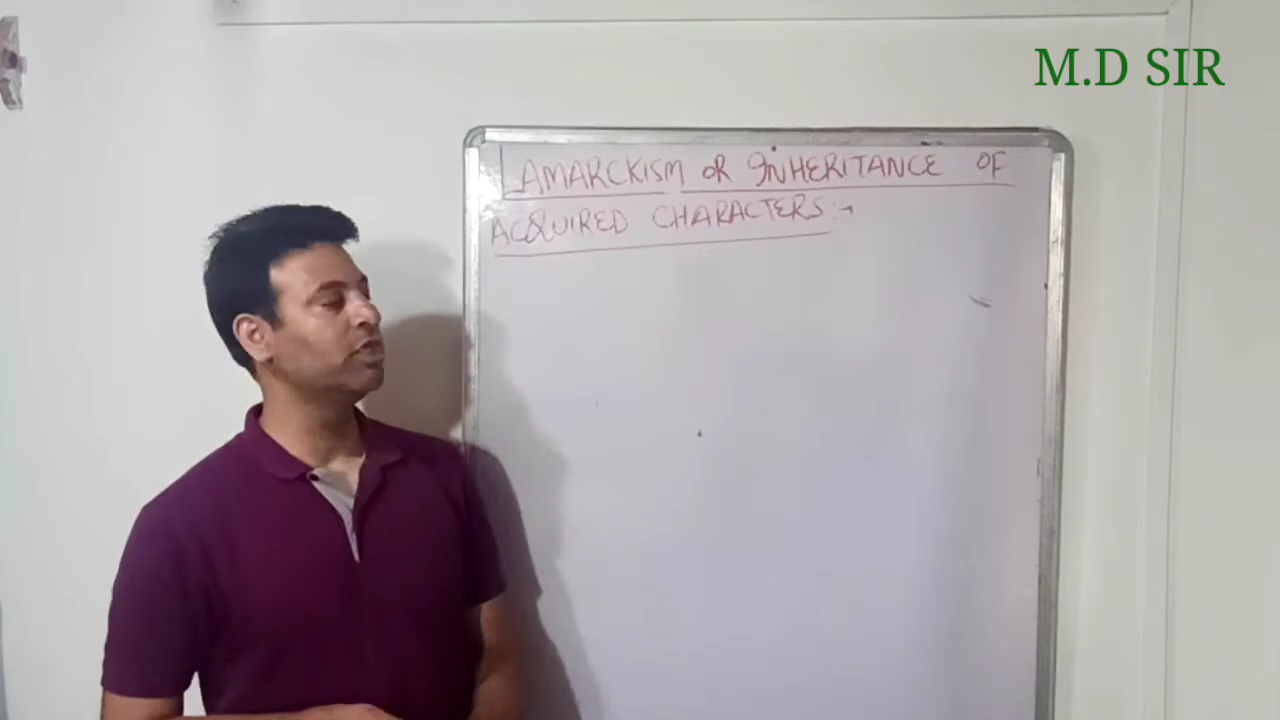 M.D SIR
LAMARCKISM OR INHERITANCE OF
ACQUIRED CHARACTERS :→